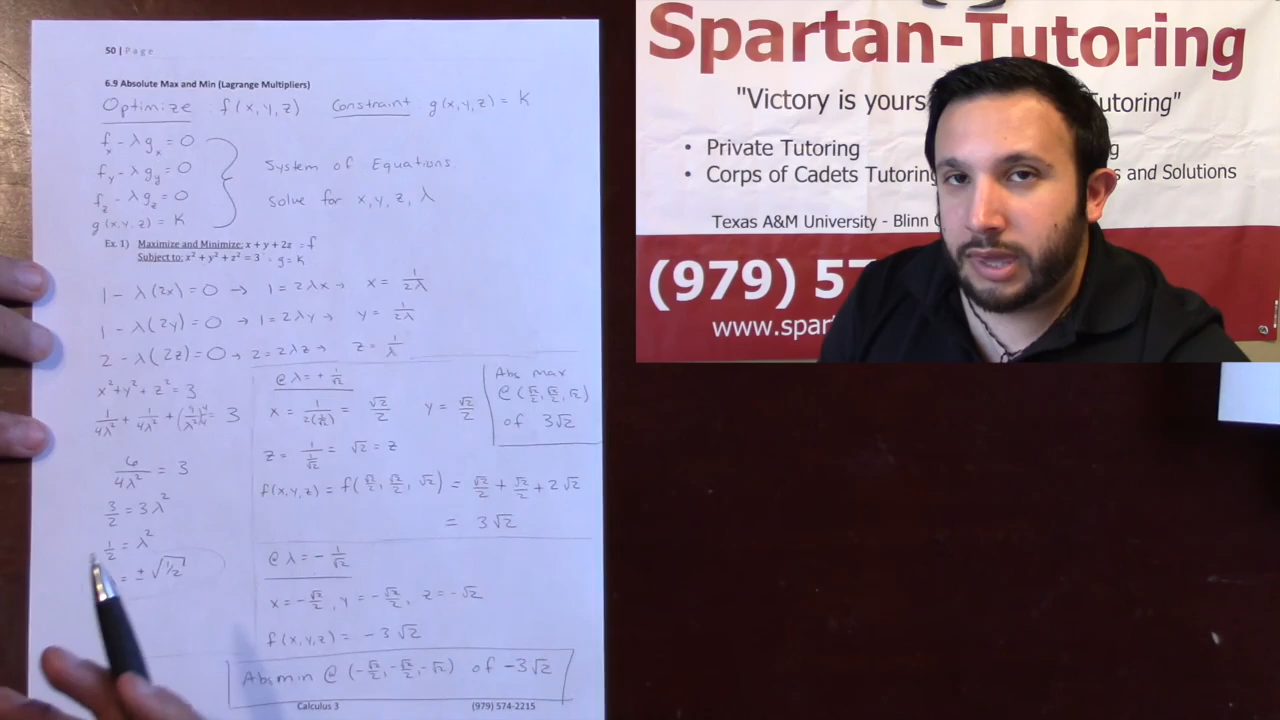 50 | Page
6.9 Absolute Max and Min (Lagrange Multipliers)
Optimize : f(x,y,z) Constraint g(x,y,z) = K
fx - λgx = 0
fy - λgy = 0
fz - λgz = 0
g(x,y,z) = K
System of Equations
solve for x, y, z, λ
Ex. 1) Maximize and Minimize: x + y + 2z = f
Subject to: x² + y² + z² = 3 = g = K
1 - λ(2x) = 0 → 1 = 2λx → x = 1/2λ
1 - λ(2y) = 0 → 1 = 2λy → y = 1/2λ
2 - λ(2z) = 0 → 2 = 2λz → z = 1/λ
x² + y² + z² = 3
1/4λ² + 1/4λ² + = 3
6/4λ² = 3
3/2 = 3λ²
1/2 = λ²
= ± √1/2
@ λ = + 1/√2
x = 1/2(1/√2) = √2/2 y = √2/2
z = 1/(1/√2) = √2 = z
f(x,y,z) = f(√2/2, √2/2, √2) = √2/2 + √2/2 + 2√2
= 3√2
Abs max
@ (√2/2, √2/2, √2)
of 3√2
@ λ = - 1/√2
x = -√2/2, y = -√2/2, z = -√2
f(x,y,z) = -3√2
Abs min @ (-√2/2, -√2/2, -√2) of -3√2
Calculus 3 (979) 574-2215
Spartan-Tutoring
"Victory is yours Tutoring"
• Private Tutoring
• Corps of Cadets Tutoring s and Solutions
Texas A&M University - Blinn
(979) 57
www.spar